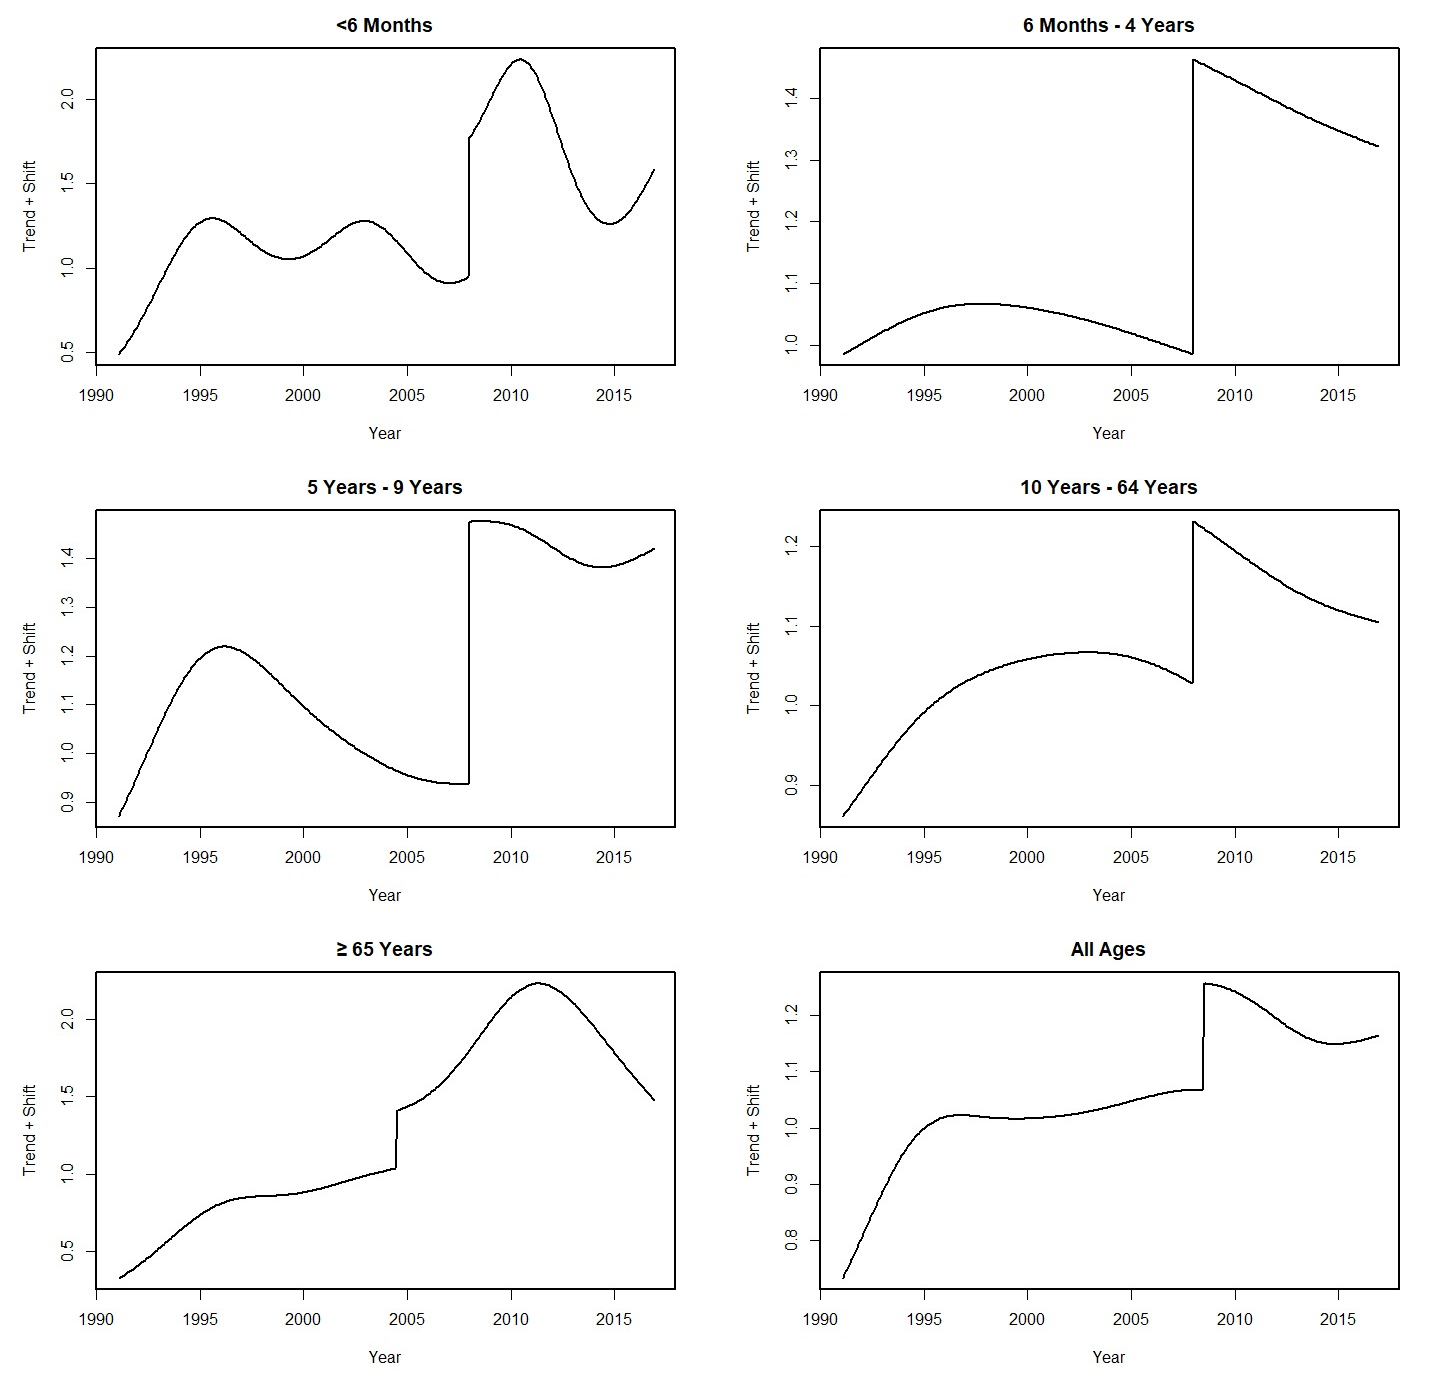 <6 Months
Trend + Shift
2.0
1.5
1.0
0.5
1990 1995 2000 2005 2010 2015
Year
6 Months - 4 Years
Trend + Shift
1.4
1.3
1.2
1.1
1.0
1990 1995 2000 2005 2010 2015
Year
5 Years - 9 Years
Trend + Shift
1.4
1.3
1.2
1.1
1.0
0.9
1990 1995 2000 2005 2010 2015
Year
10 Years - 64 Years
Trend + Shift
1.2
1.1
1.0
0.9
1990 1995 2000 2005 2010 2015
Year
≥ 65 Years
Trend + Shift
2.0
1.5
1.0
0.5
1990 1995 2000 2005 2010 2015
Year
All Ages
Trend + Shift
1.2
1.1
1.0
0.9
0.8
1990 1995 2000 2005 2010 2015
Year